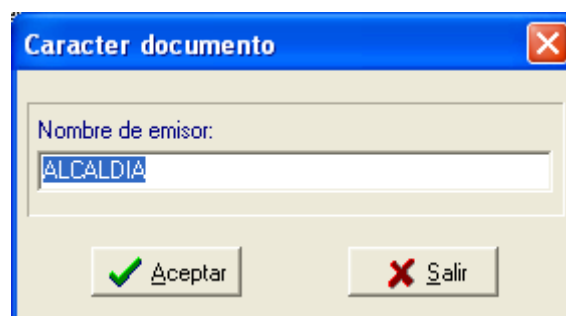 Caracter documento
Nombre de emisor:
ALCALDIA
Aceptar
Salir